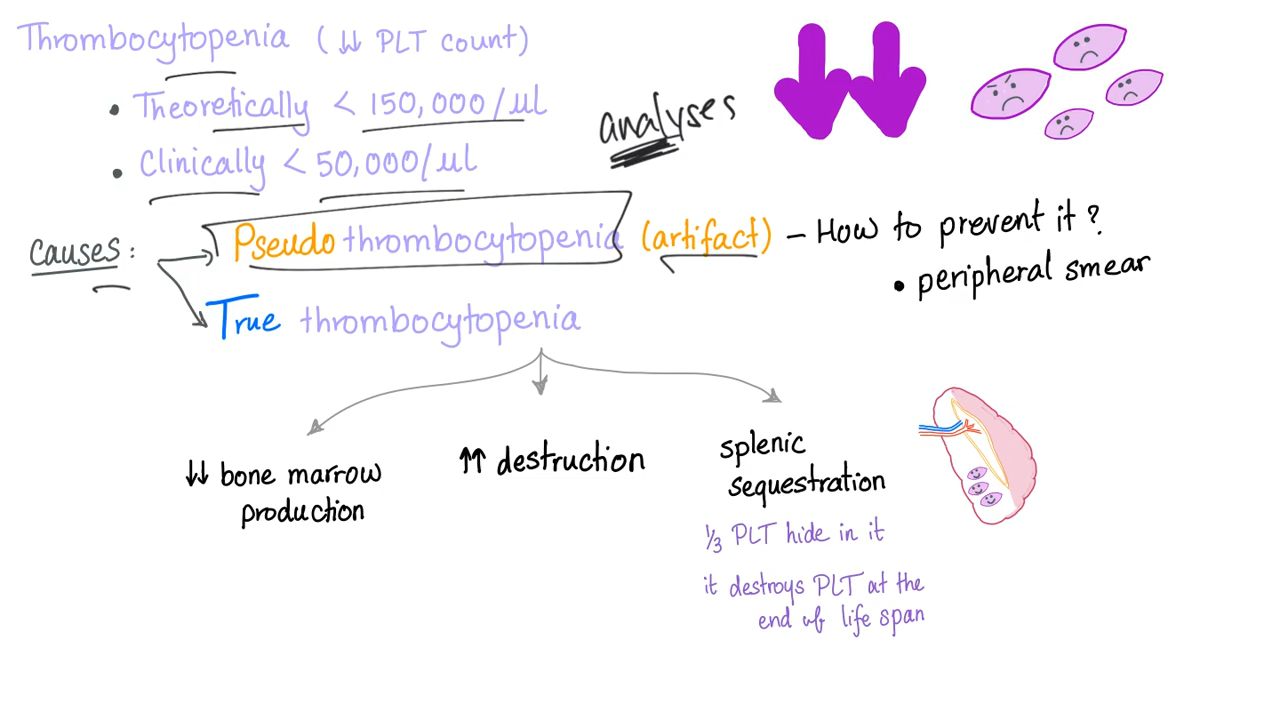 Thrombocytopenia (↓↓ PLT count)
• Theoretically < 150,000/μl
analyses
• Clinically < 50,000/μl
causes:
Pseudo thrombocytopenia (artifact) – How to prevent it?
• peripheral smear
True thrombocytopenia
↓↓ bone marrow
production
↑↑ destruction
splenic
sequestration
1/3 PLT hide in it
it destroys PLT at the
end of life span